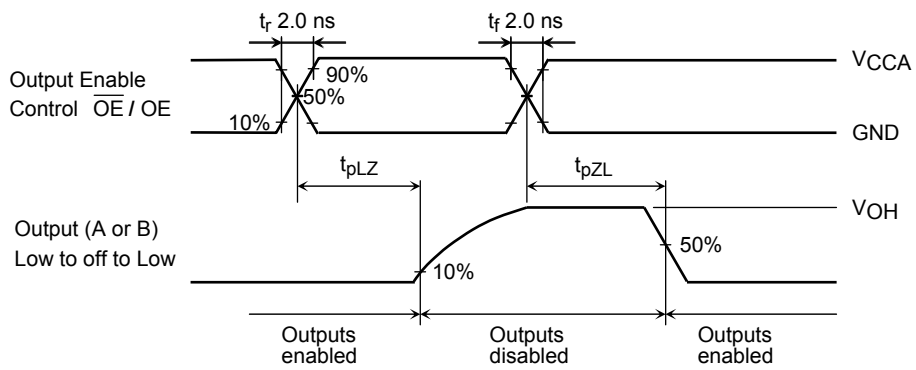 tr 2.0 ns
tf 2.0 ns
VCCA
Output Enable
Control OE / OE
90%
50%
10%
GND
tpLZ
tpZL
Output (A or B)
Low to off to Low
VOH
50%
10%
Outputs
enabled
Outputs
disabled
Outputs
enabled